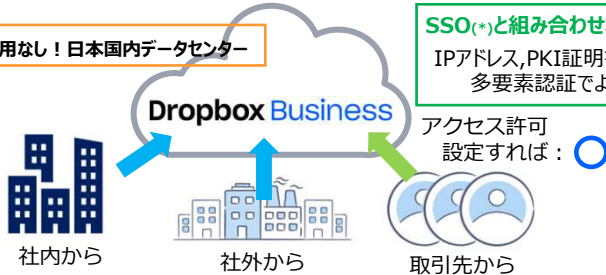 用なし！日本国内データセンター
SSO(*)と組み合わせ
IPアドレス,PKI証明
多要素認証でよ
Dropbox Business
アクセス許可
設定すれば：
社内から
社外から
取引先から